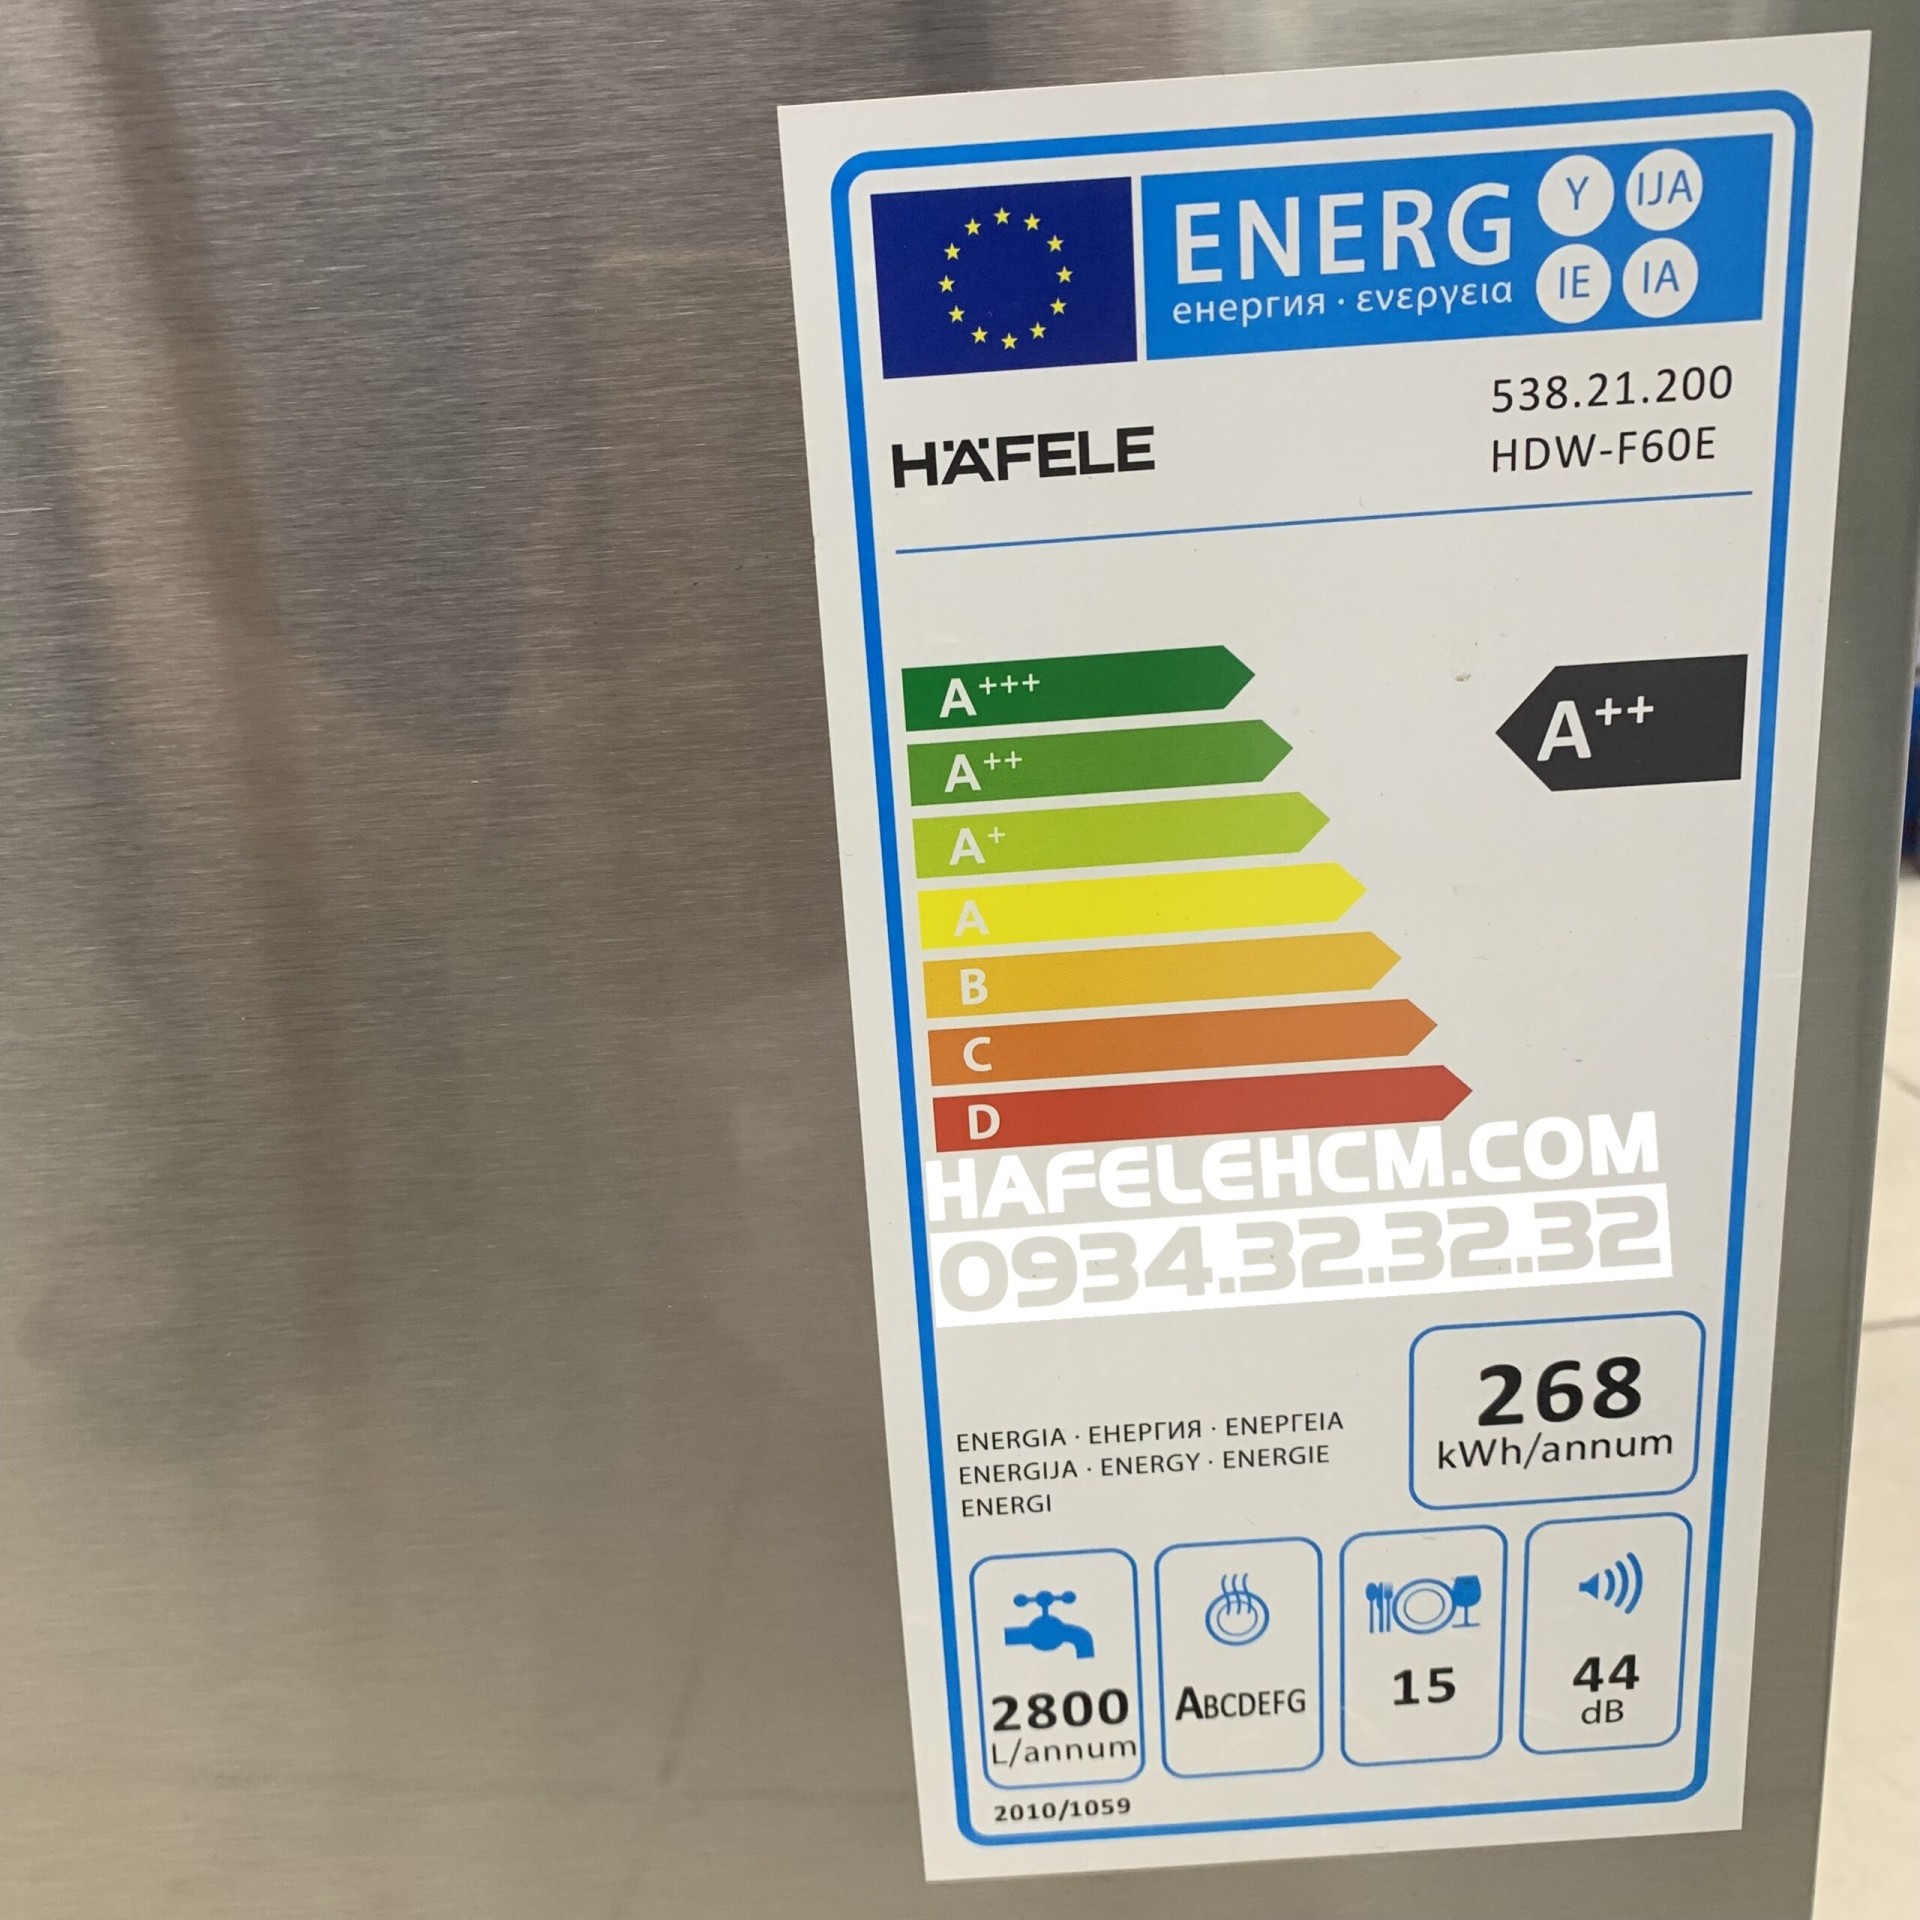 ENERG Y IJA IE IA
енергия · ενεργεια
HÄFELE
538.21.200
HDW-F60E
A+++
A++
A++
A+
A
B
C
D
HAFELEHCM.COM
0934.32.32.32
ENERGIA · ЕНЕРГИЯ · ΕΝΕΡΓΕΙΑ
ENERGIJA · ENERGY · ENERGIE
ENERGI
268
kWh/annum
2800
L/annum
ABCDEFG
15
44
dB
2010/1059